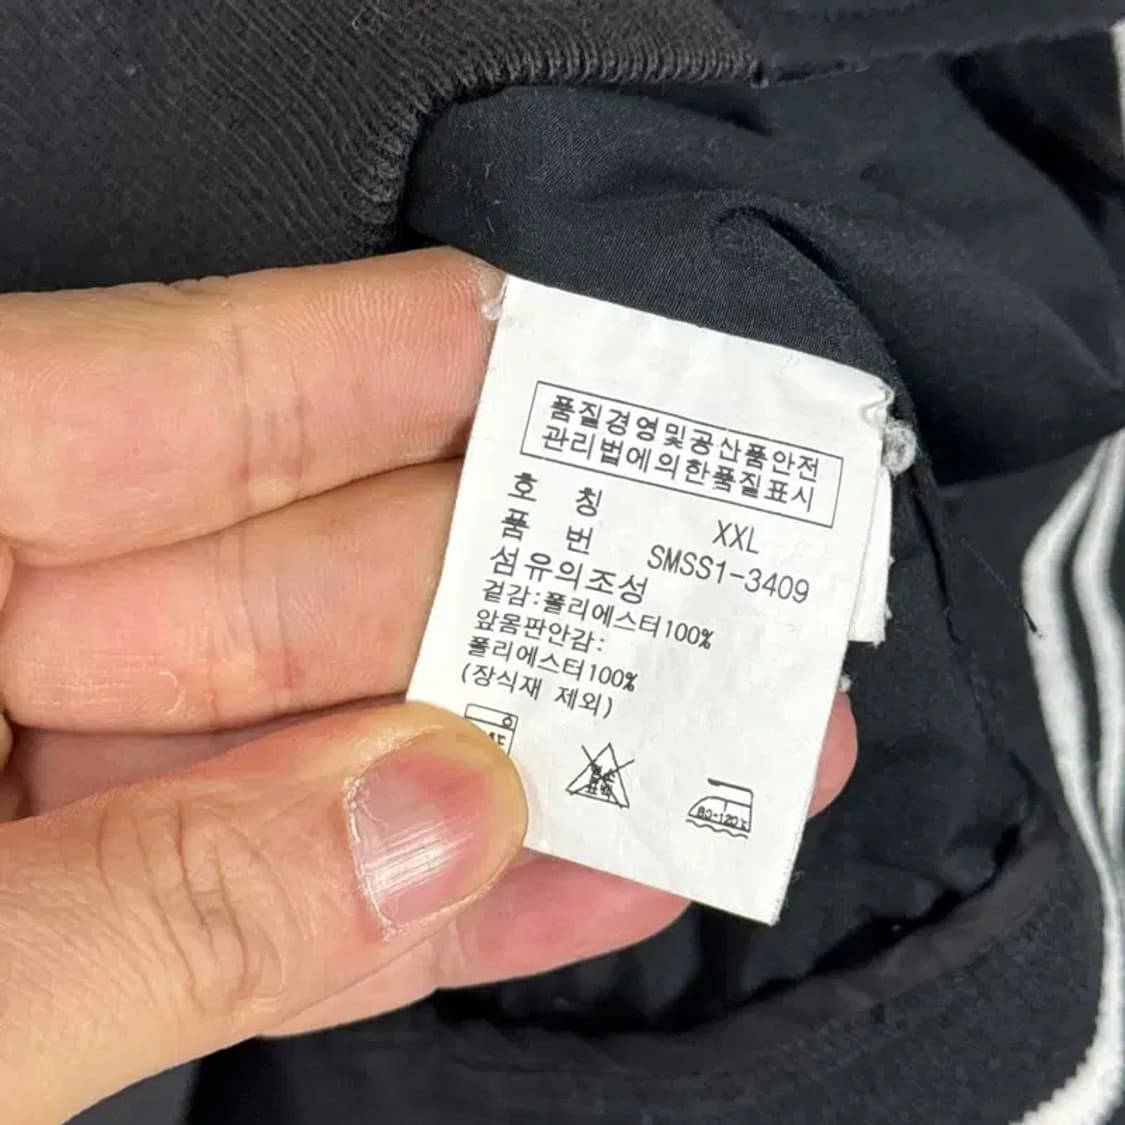 품질경영및공산품안전
관리법에의한품질표시
호 칭 XXL
품 번 SMSS1-3409
섬유의조성
겉감:폴리에스터100%
앞몸판안감:
폴리에스터100%
(장식재 제외)
80-120℃